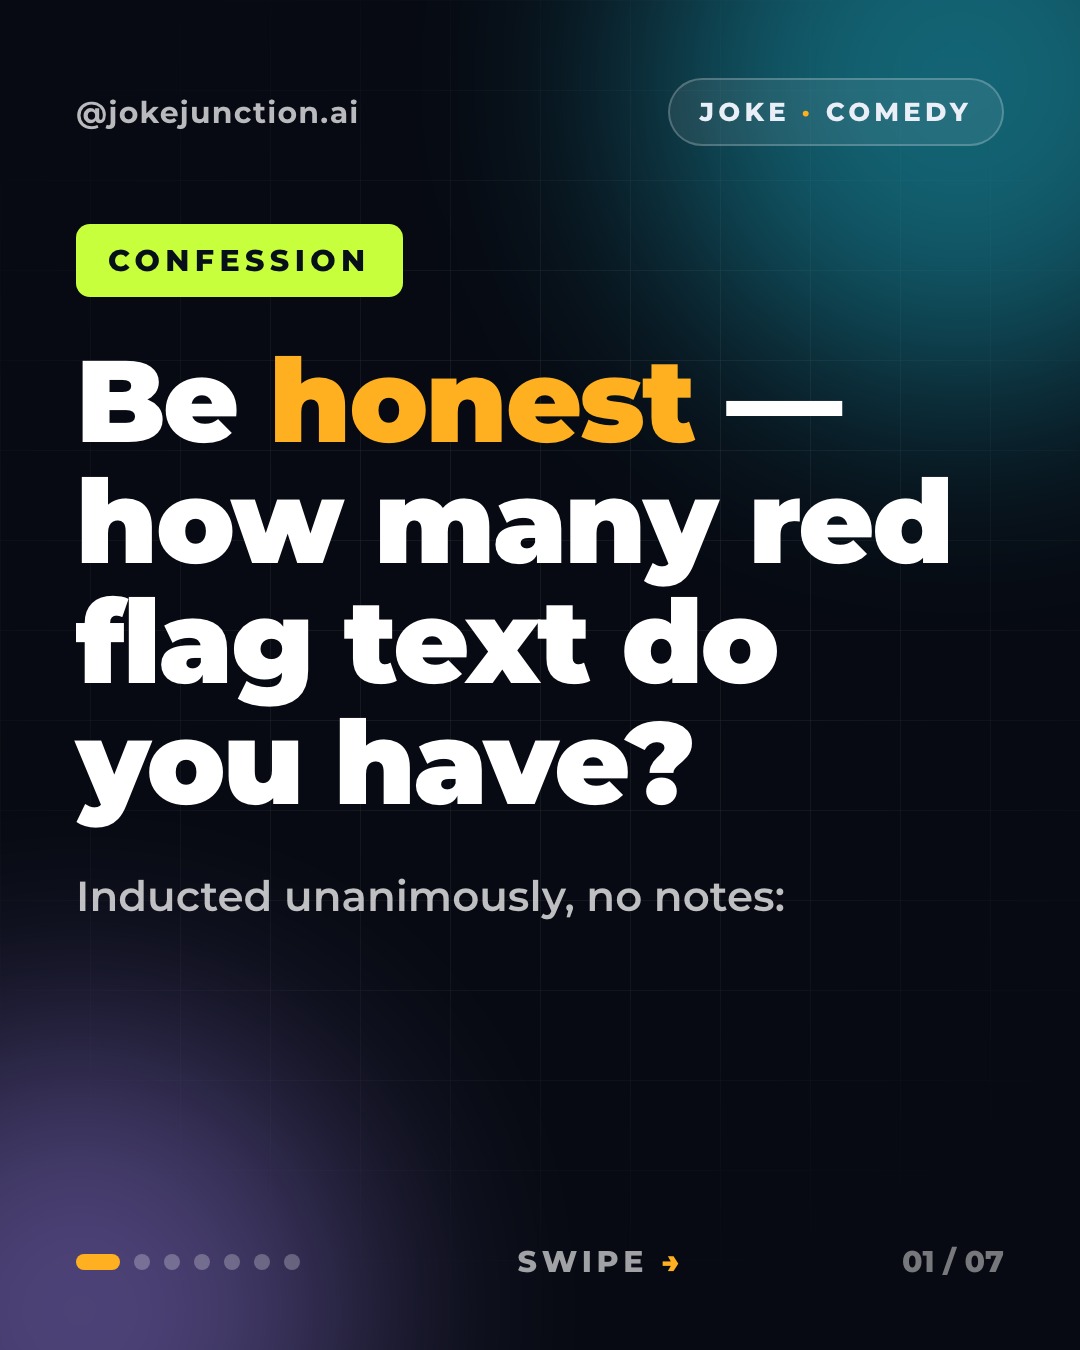 @jokejunction.ai
JOKE · COMEDY
CONFESSION
Be honest —
how many red
flag text do
you have?
Inducted unanimously, no notes:
SWIPE →
01 / 07